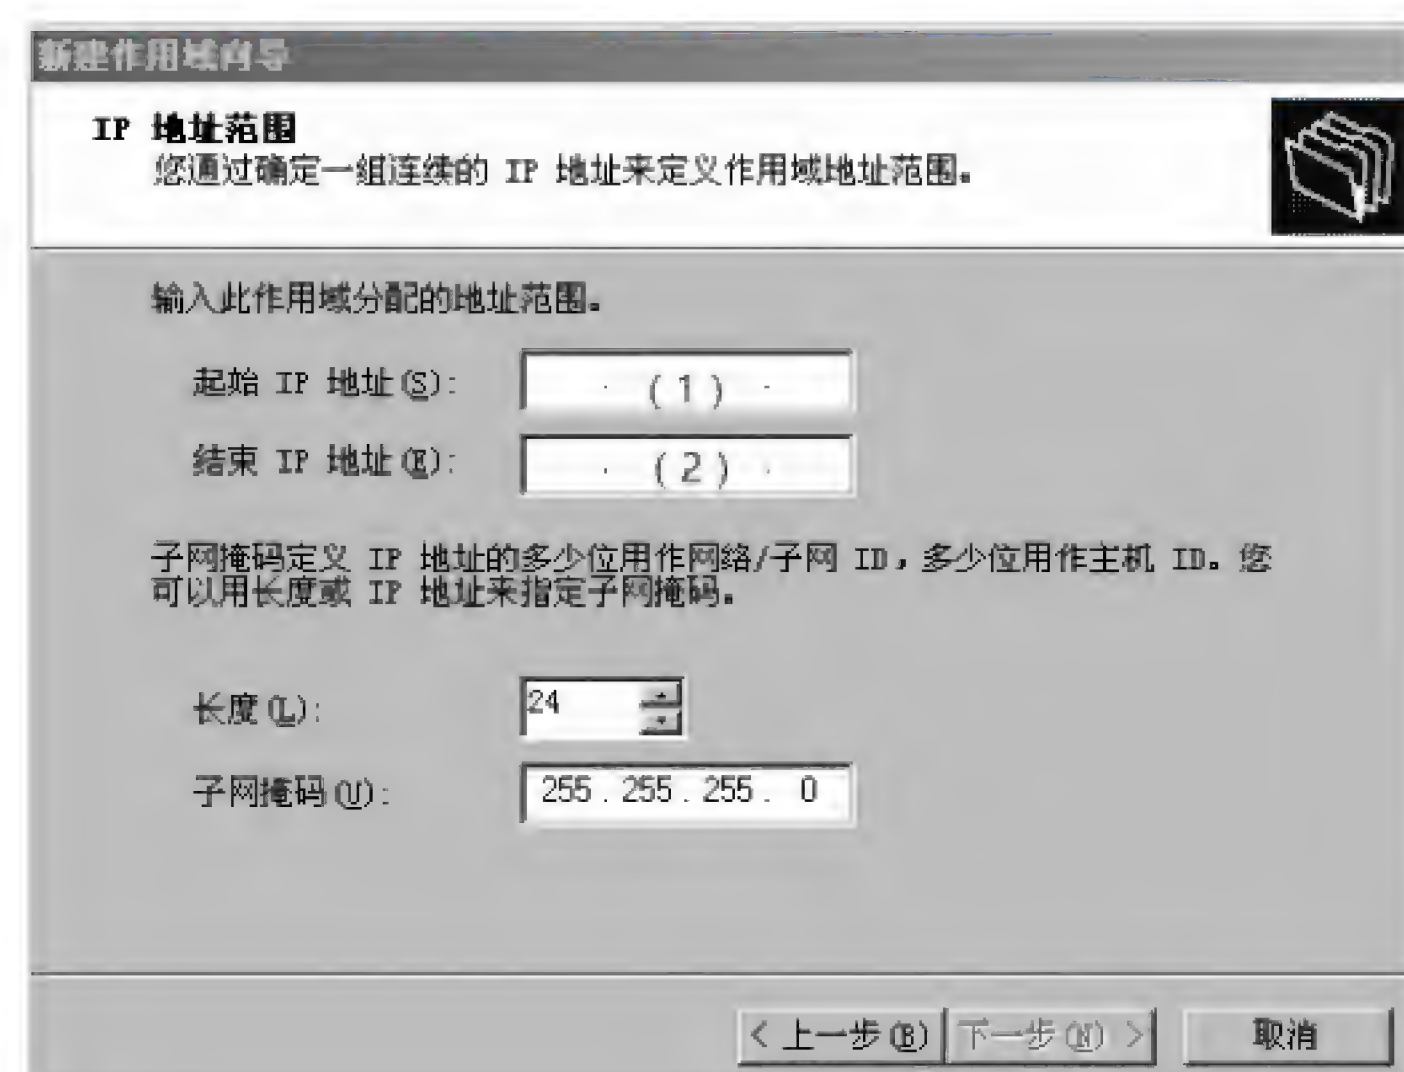 新建作用域向导
IP 地址范围
您通过确定一组连续的 IP 地址来定义作用域地址范围。
输入此作用域分配的地址范围。
起始 IP 地址(S): . (1) .
结束 IP 地址(E): . (2) .
子网掩码定义 IP 地址的多少位用作网络/子网 ID，多少位用作主机 ID。您
可以用长度或 IP 地址来指定子网掩码。
长度(L): 24
子网掩码(U): 255 . 255 . 255 . 0
< 上一步(B) 下一步(N) > 取消